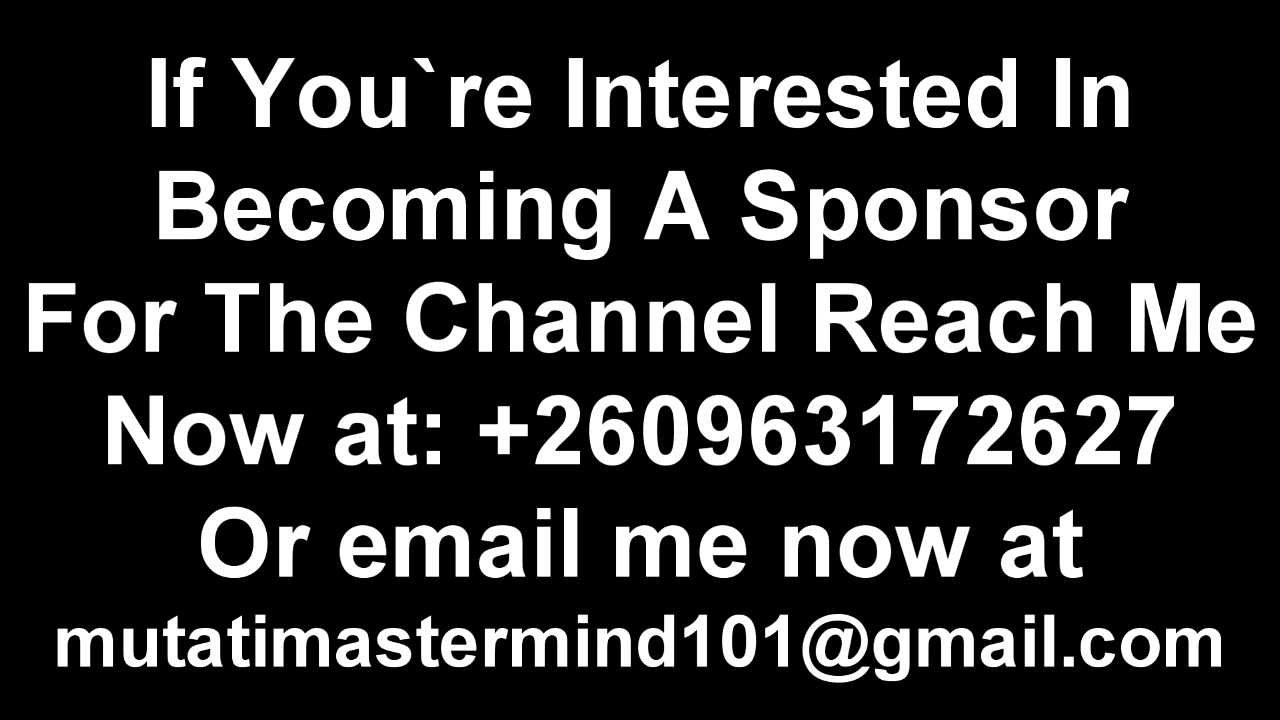 If You`re Interested In
Becoming A Sponsor
For The Channel Reach Me
Now at: +260963172627
Or email me now at
mutatimastermind101@gmail.com